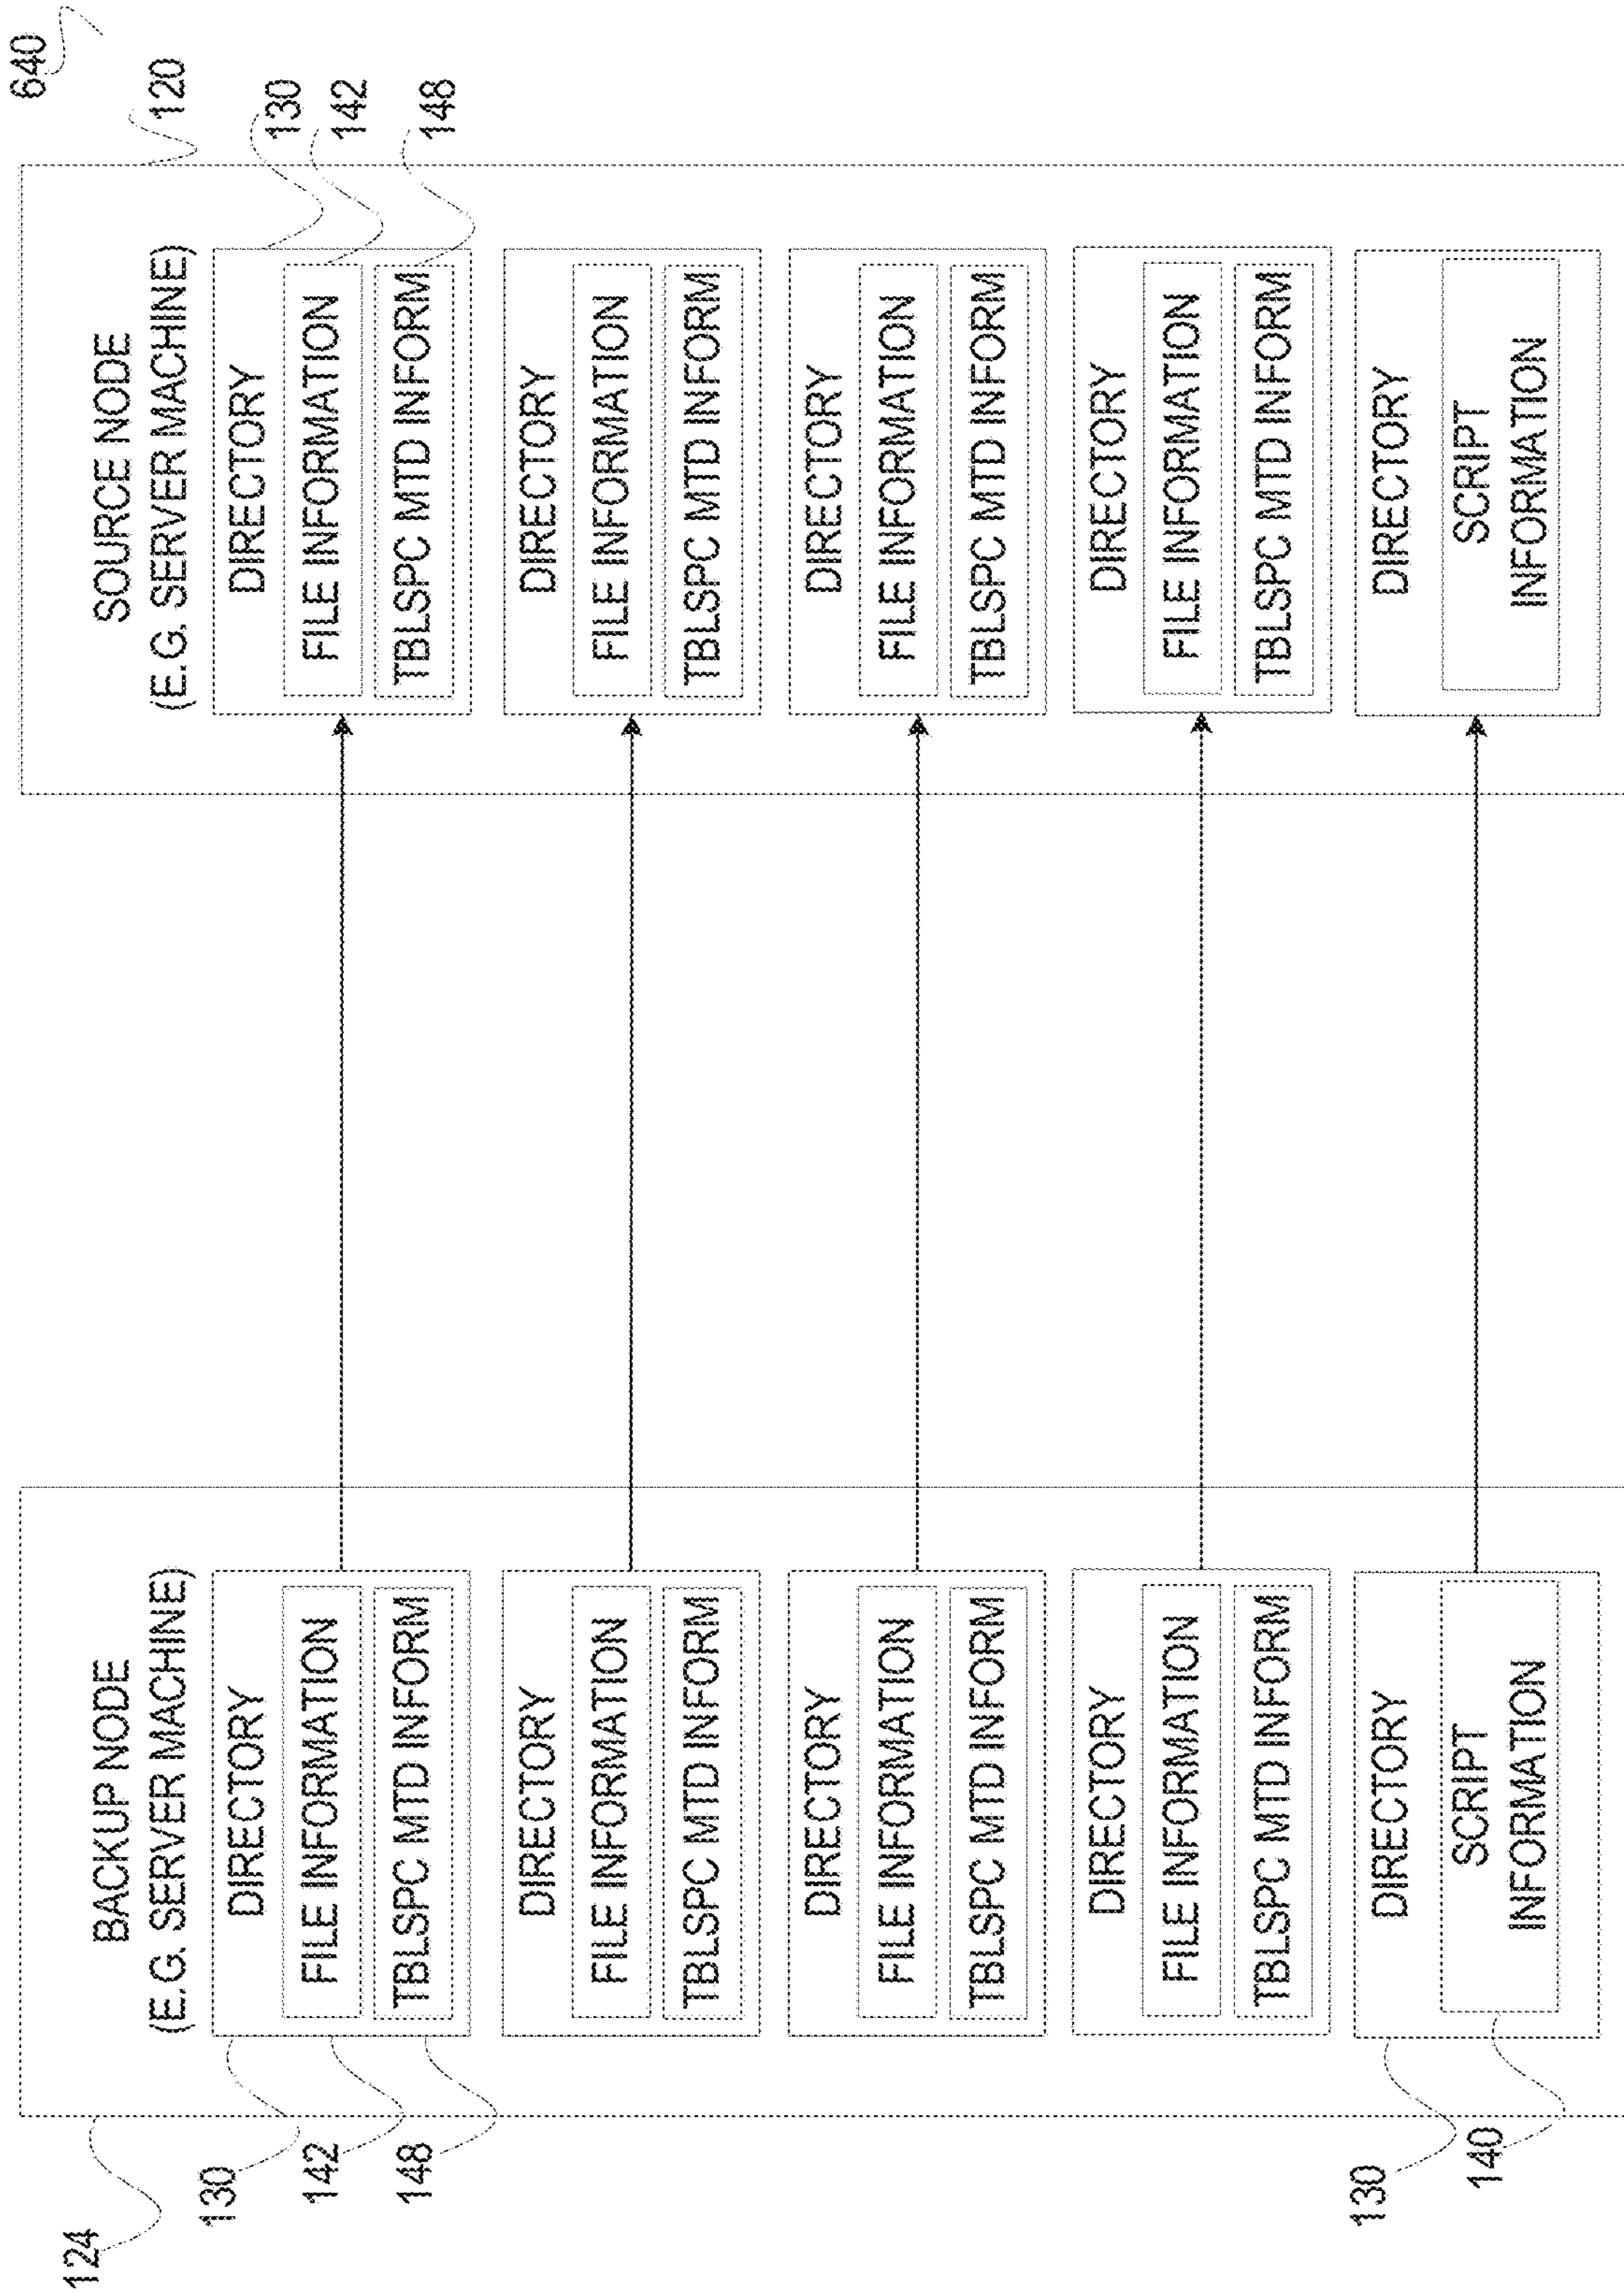 640
120
130
142
148
SOURCE NODE
(E.G. SERVER MACHINE)
DIRECTORY
FILE INFORMATION
TBLSPC MTD INFORM
DIRECTORY
FILE INFORMATION
TBLSPC MTD INFORM
DIRECTORY
FILE INFORMATION
TBLSPC MTD INFORM
DIRECTORY
FILE INFORMATION
TBLSPC MTD INFORM
DIRECTORY
SCRIPT
INFORMATION
BACKUP NODE
(E.G. SERVER MACHINE)
DIRECTORY
FILE INFORMATION
TBLSPC MTD INFORM
DIRECTORY
FILE INFORMATION
TBLSPC MTD INFORM
DIRECTORY
FILE INFORMATION
TBLSPC MTD INFORM
DIRECTORY
FILE INFORMATION
TBLSPC MTD INFORM
DIRECTORY
SCRIPT
INFORMATION
124
130
142
148
130
140